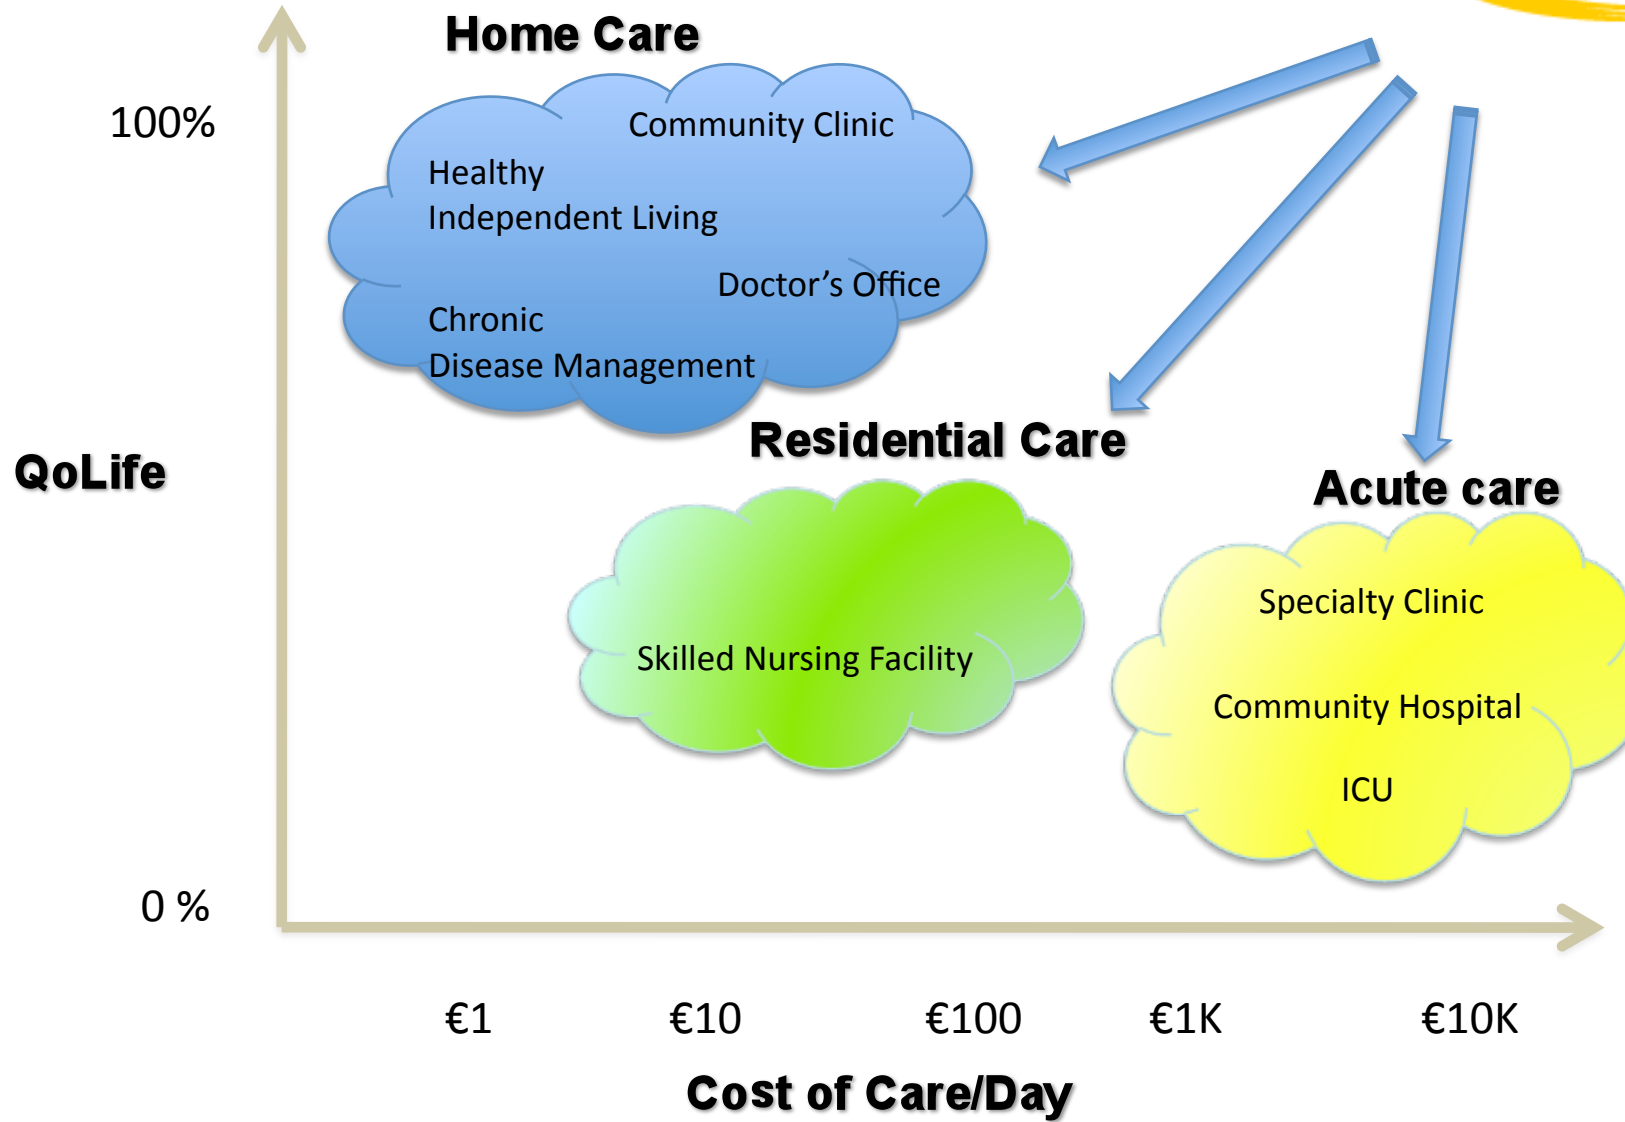 Home Care
100%
Community Clinic
Healthy
Independent Living
Doctor’s Office
Chronic
Disease Management
Residential Care
QoLife
Acute care
Specialty Clinic
Skilled Nursing Facility
Community Hospital
ICU
0 %
€1 €10 €100 €1K €10K
Cost of Care/Day